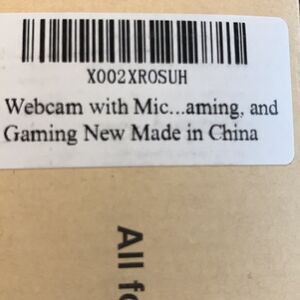 X002XROSUH
Webcam with Mic...aming, and
Gaming New Made in China
All